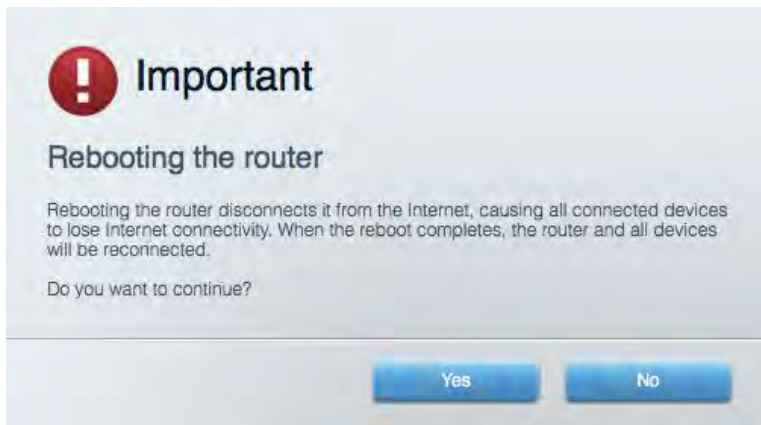 Important
Rebooting the router
Rebooting the router disconnects it from the Internet, causing all connected devices
to lose Internet connectivity. When the reboot completes, the router and all devices
will be reconnected.
Do you want to continue?
Yes No